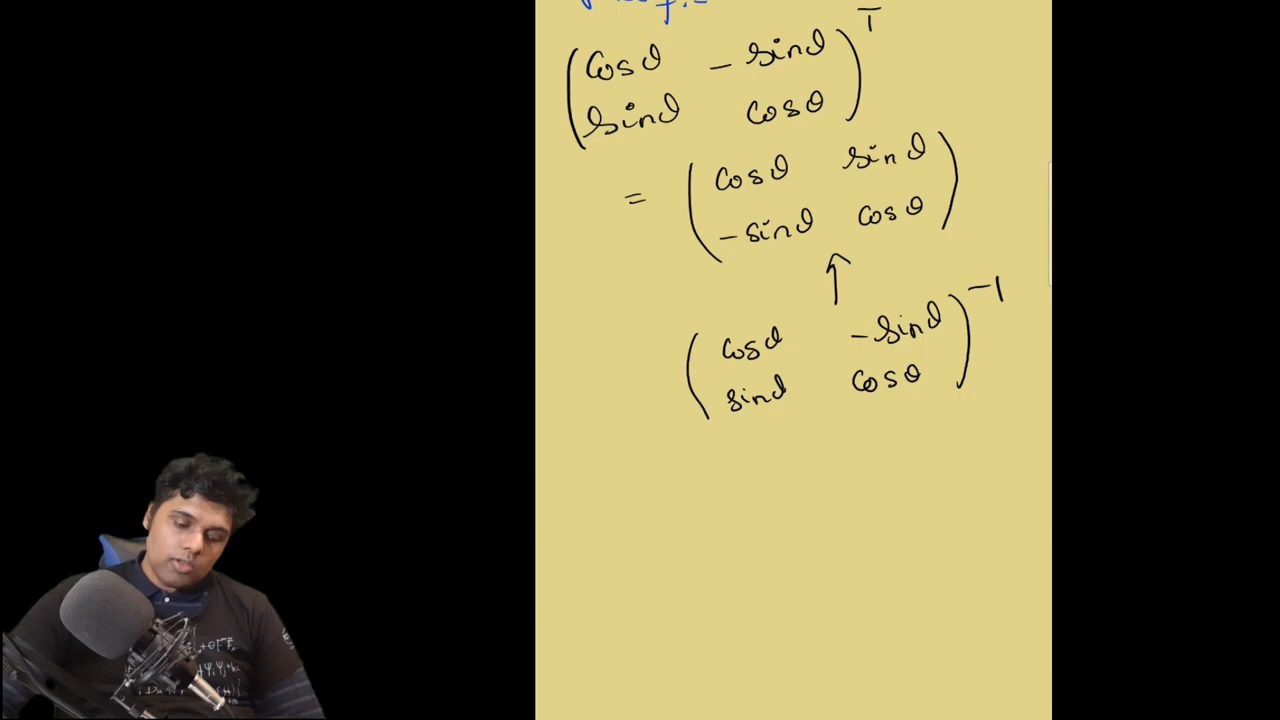 (cosθ -sinθ)ᵀ
(sinθ cosθ)
= (cosθ sinθ)
(-sinθ cosθ)
↑
(cosθ -sinθ)⁻¹
(sinθ cosθ)